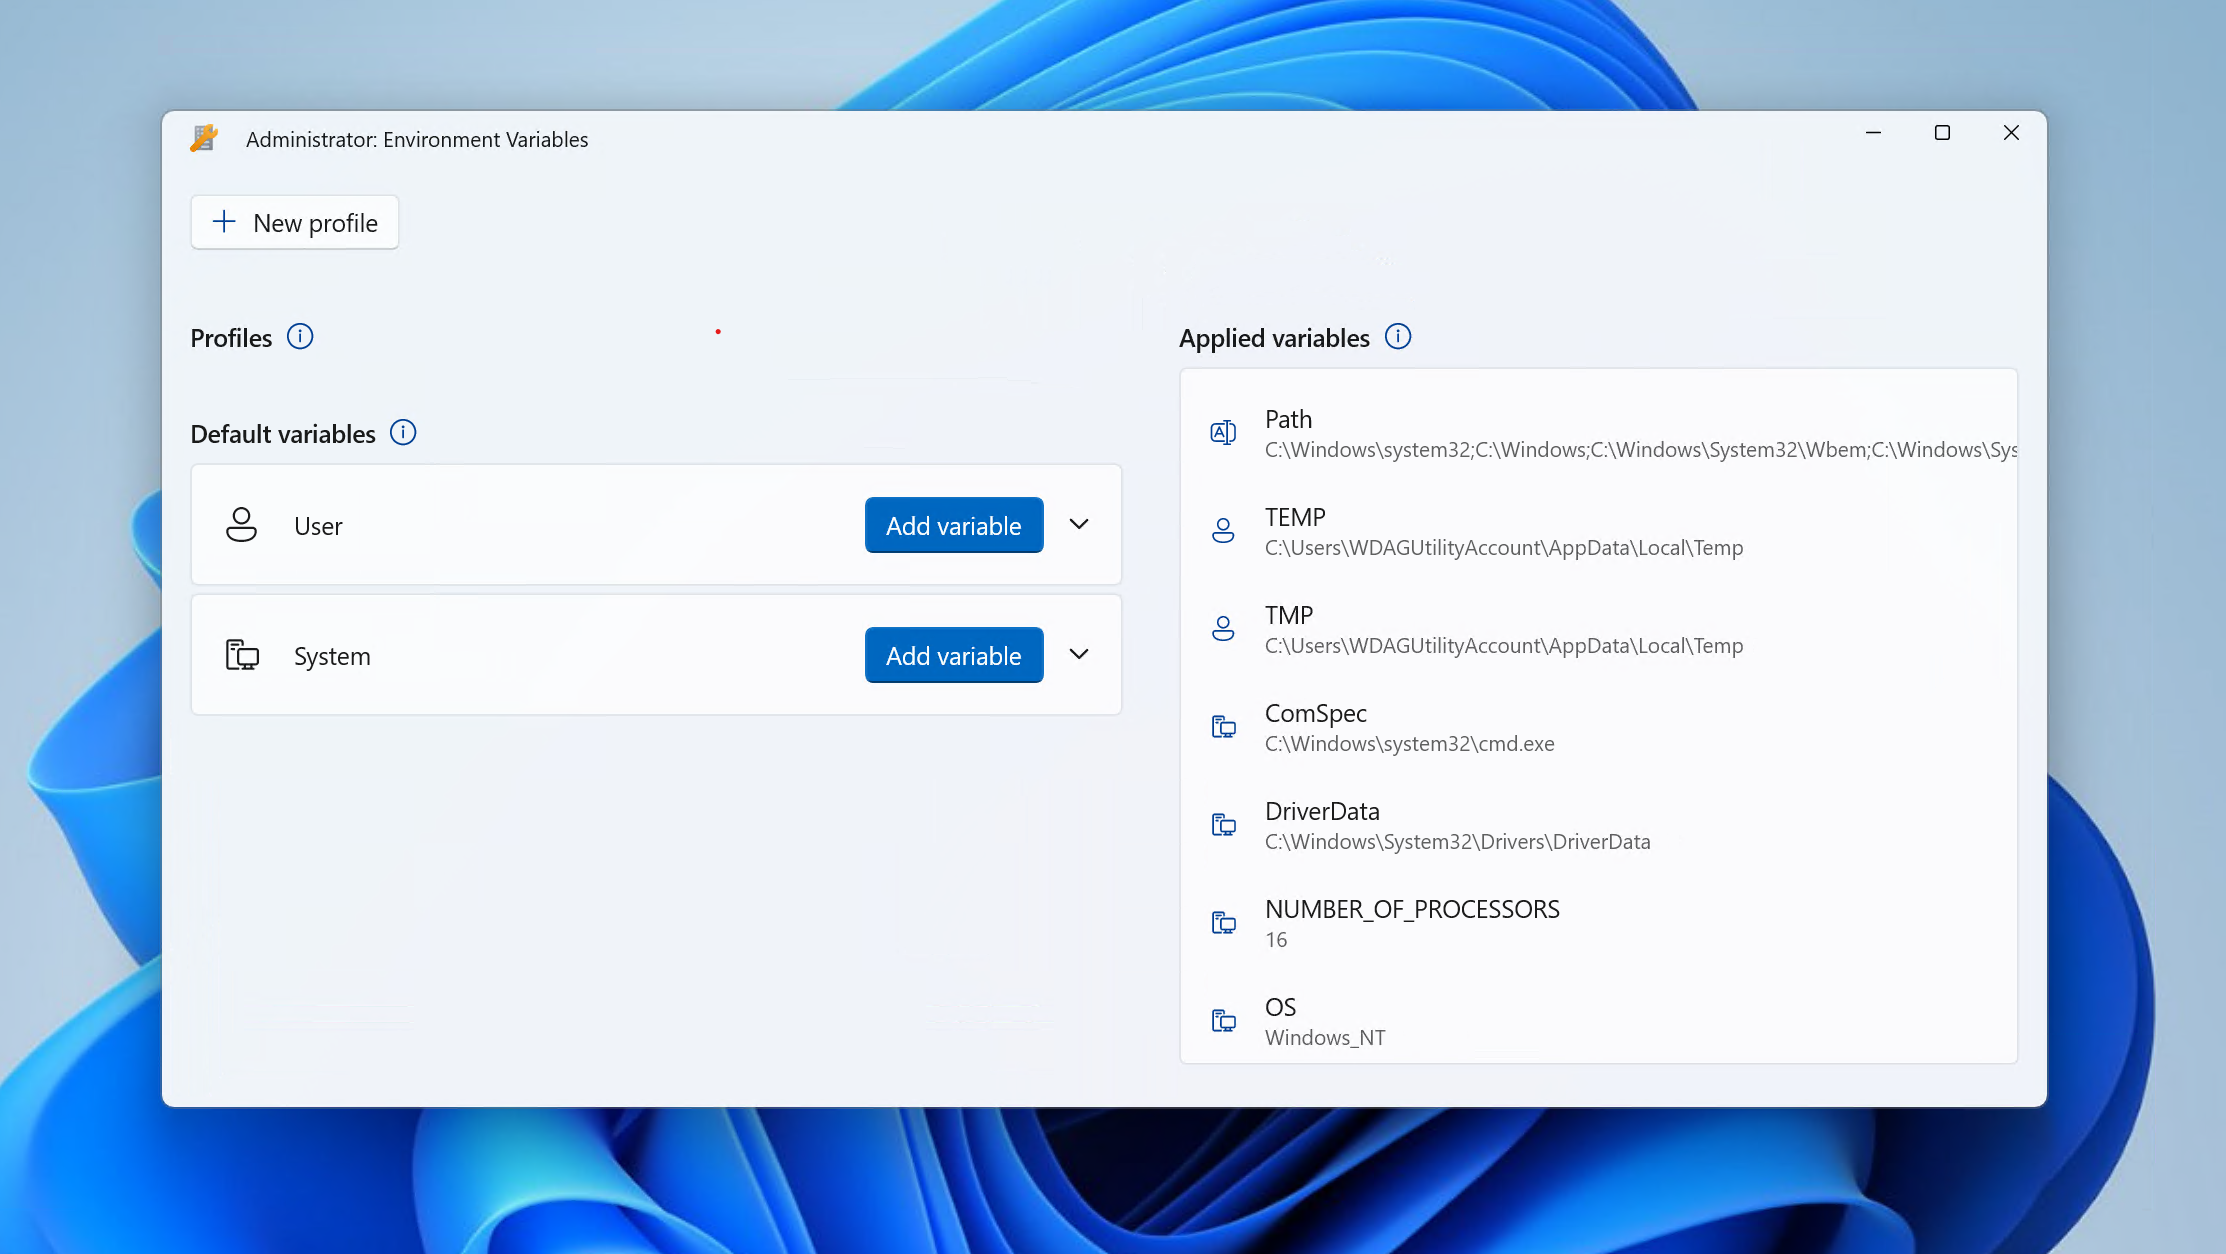 Administrator: Environment Variables
New profile
Profiles
Default variables
User
Add variable
System
Add variable
Applied variables
Path
C:\Windows\system32;C:\Windows;C:\Windows\System32\Wbem;C:\Windows\Sys
TEMP
C:\Users\WDAGUtilityAccount\AppData\Local\Temp
TMP
C:\Users\WDAGUtilityAccount\AppData\Local\Temp
ComSpec
C:\Windows\system32\cmd.exe
DriverData
C:\Windows\System32\Drivers\DriverData
NUMBER_OF_PROCESSORS
16
OS
Windows_NT